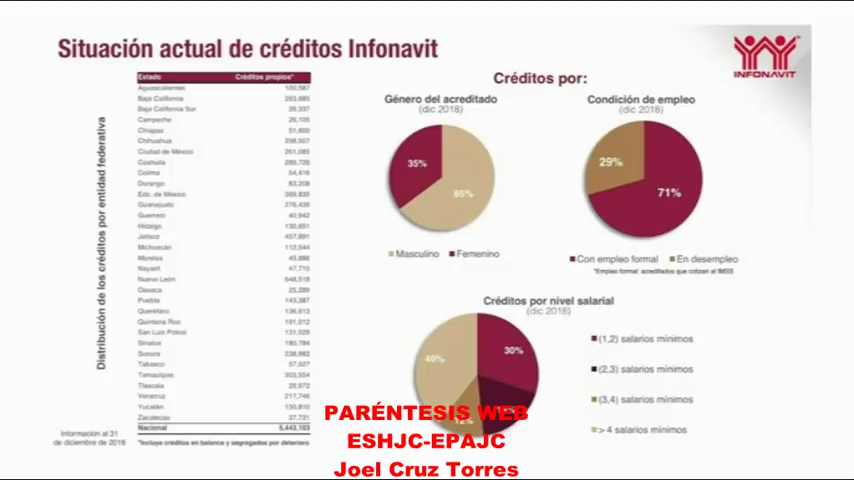 Situación actual de créditos Infonavit
INFONAVIT
Distribución de los créditos por entidad federativa
Estado Créditos propios*
Aguascalientes 100,587
Baja California 263,685
Baja California Sur 39,337
Campeche 26,105
Chiapas 51,600
Chihuahua 298,507
Ciudad de México 261,085
Coahuila 289,726
Colima 54,416
Durango 83,208
Edo. de México 369,835
Guanajuato 276,439
Guerrero 40,942
Hidalgo 130,651
Jalisco 457,891
Michoacán 112,544
Morelos 45,886
Nayarit 47,715
Nuevo León 648,518
Oaxaca 25,289
Puebla 143,387
Querétaro 136,613
Quintana Roo 191,012
San Luis Potosí 131,029
Sinaloa 180,784
Sonora 238,982
Tabasco 57,527
Tamaulipas 303,554
Tlaxcala 29,972
Veracruz 217,746
Yucatán 150,810
Zacatecas 37,721
Nacional 5,443,103
Información al 31
de diciembre de 2018
*Incluye créditos en balance y segregados por deterioro
Créditos por:
Género del acreditado
(dic 2018)
35%
65%
Masculino Femenino
Condición de empleo
(dic 2018)
29%
71%
Con empleo formal En desempleo
*Empleo formal: acreditados que cotizan al IMSS
Créditos por nivel salarial
(dic 2018)
40%
30%
12%
(1,2) salarios mínimos
(2,3) salarios mínimos
(3,4) salarios mínimos
> 4 salarios mínimos
PARÉNTESIS WEB
ESHJC-EPAJC
Joel Cruz Torres